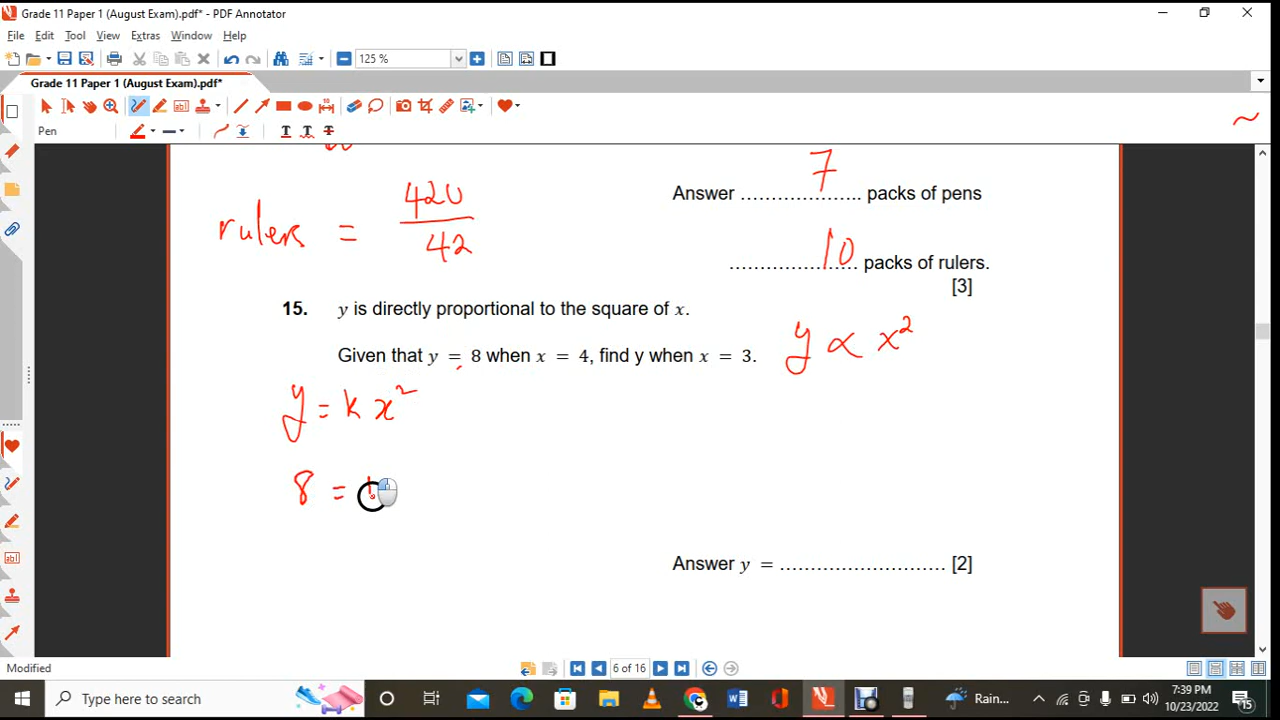 Grade 11 Paper 1 (August Exam).pdf* - PDF Annotator
File Edit Tool View Extras Window Help
125 %
Grade 11 Paper 1 (August Exam).pdf*
Pen
7
Answer ………………….. packs of pens
rulers = 420/42
10
…………………… packs of rulers.
[3]
15. y is directly proportional to the square of x.
y ∝ x²
Given that y = 8 when x = 4, find y when x = 3.
y = k x²
8 =
Answer y = ………………………… [2]
Modified
6 of 16
Type here to search
Rain...
7:39 PM
10/23/2022
15